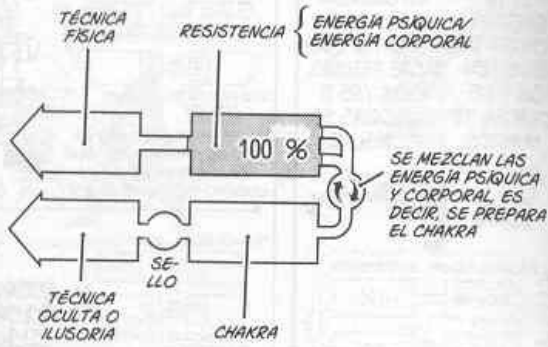 TÉCNICA
FÍSICA
RESISTENCIA
ENERGÍA PSÍQUICA/
ENERGÍA CORPORAL
100 %
SE MEZCLAN LAS
ENERGÍA PSÍQUICA
Y CORPORAL, ES
DECIR, SE PREPARA
EL CHAKRA
SE-
LLO
TÉCNICA
OCULTA O
ILUSORIA
CHAKRA